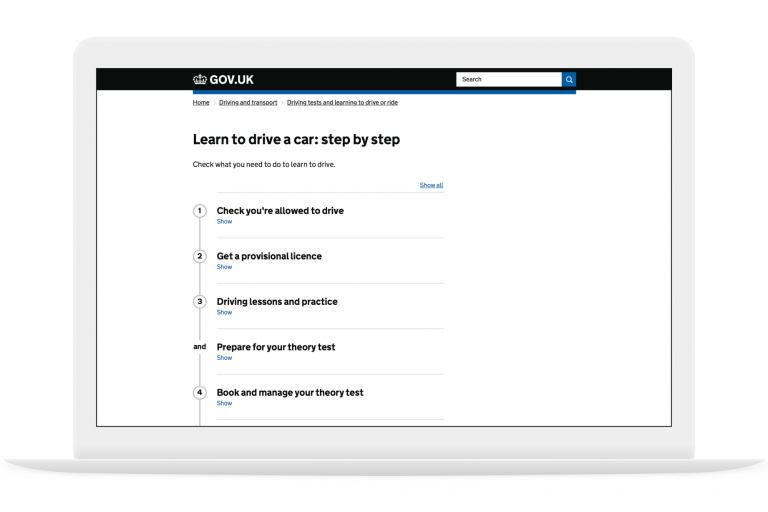 GOV.UK
Search
Home > Driving and transport > Driving tests and learning to drive or ride
Learn to drive a car: step by step
Check what you need to do to learn to drive.
Show all
1 Check you're allowed to drive
Show
2 Get a provisional licence
Show
3 Driving lessons and practice
Show
and Prepare for your theory test
Show
4 Book and manage your theory test
Show